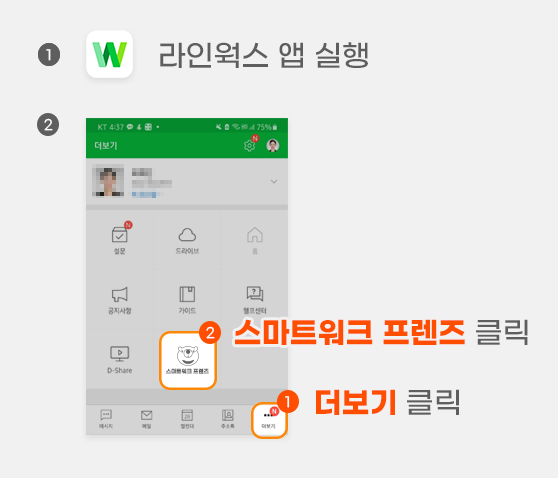 1 라인웍스 앱 실행
2
KT 4:37 75%
더보기 N
설문 N 드라이브 홈
공지사항 가이드 헬프센터
2 스마트워크 프렌즈 클릭
D-Share 스마트워크 프렌즈
1 더보기 클릭
메시지 메일 캘린더 주소록 더보기 N